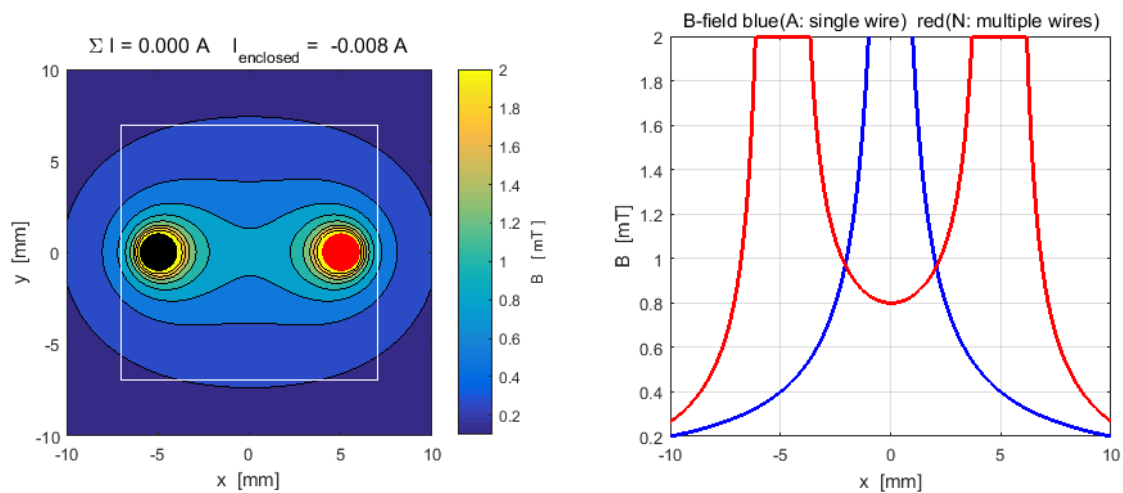 Σ I = 0.000 A I_enclosed = -0.008 A
10
5
0
-5
-10
-10 -5 0 5 10
x [mm]
y [mm]
2
1.8
1.6
1.4
1.2
1
0.8
0.6
0.4
0.2
B [mT]
B-field blue(A: single wire) red(N: multiple wires)
2
1.8
1.6
1.4
1.2
1
0.8
0.6
0.4
0.2
-10 -5 0 5 10
x [mm]
B [mT]